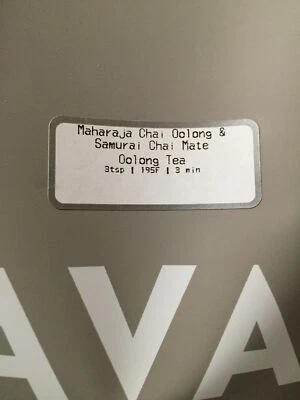 Maharaja Chai Oolong &
Samurai Chai Mate
Oolong Tea
3tsp | 195F | 3 min
AVA